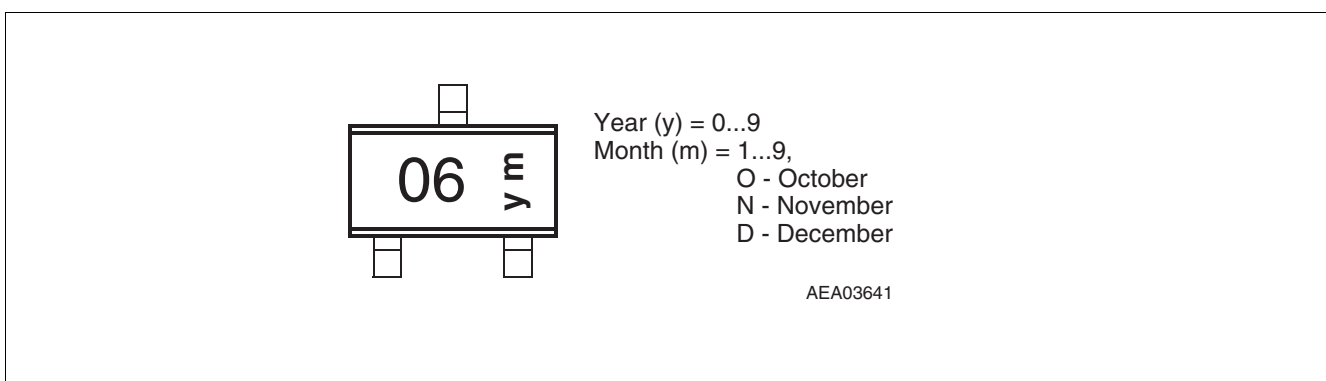 06
y m
Year (y) = 0...9
Month (m) = 1...9,
O - October
N - November
D - December
AEA03641